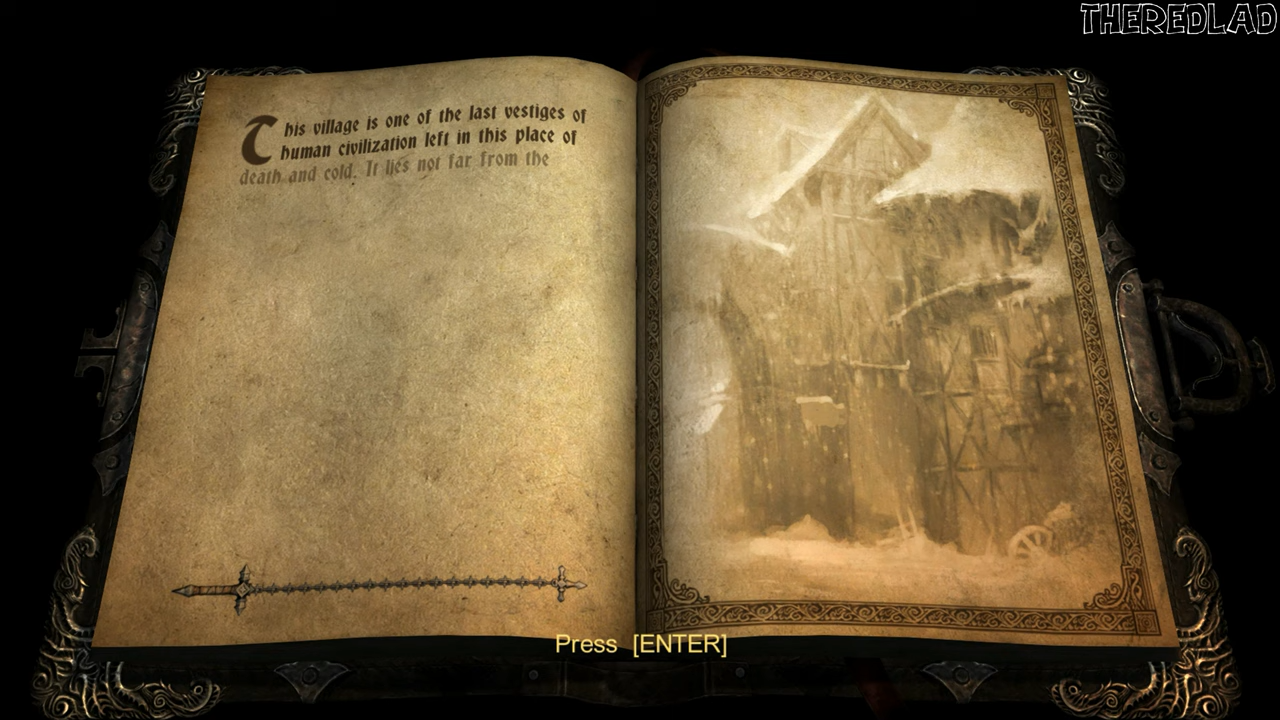 THEREDLAD
This village is one of the last vestiges of
human civilization left in this place of
death and cold. It lies not far from the
Press [ENTER]